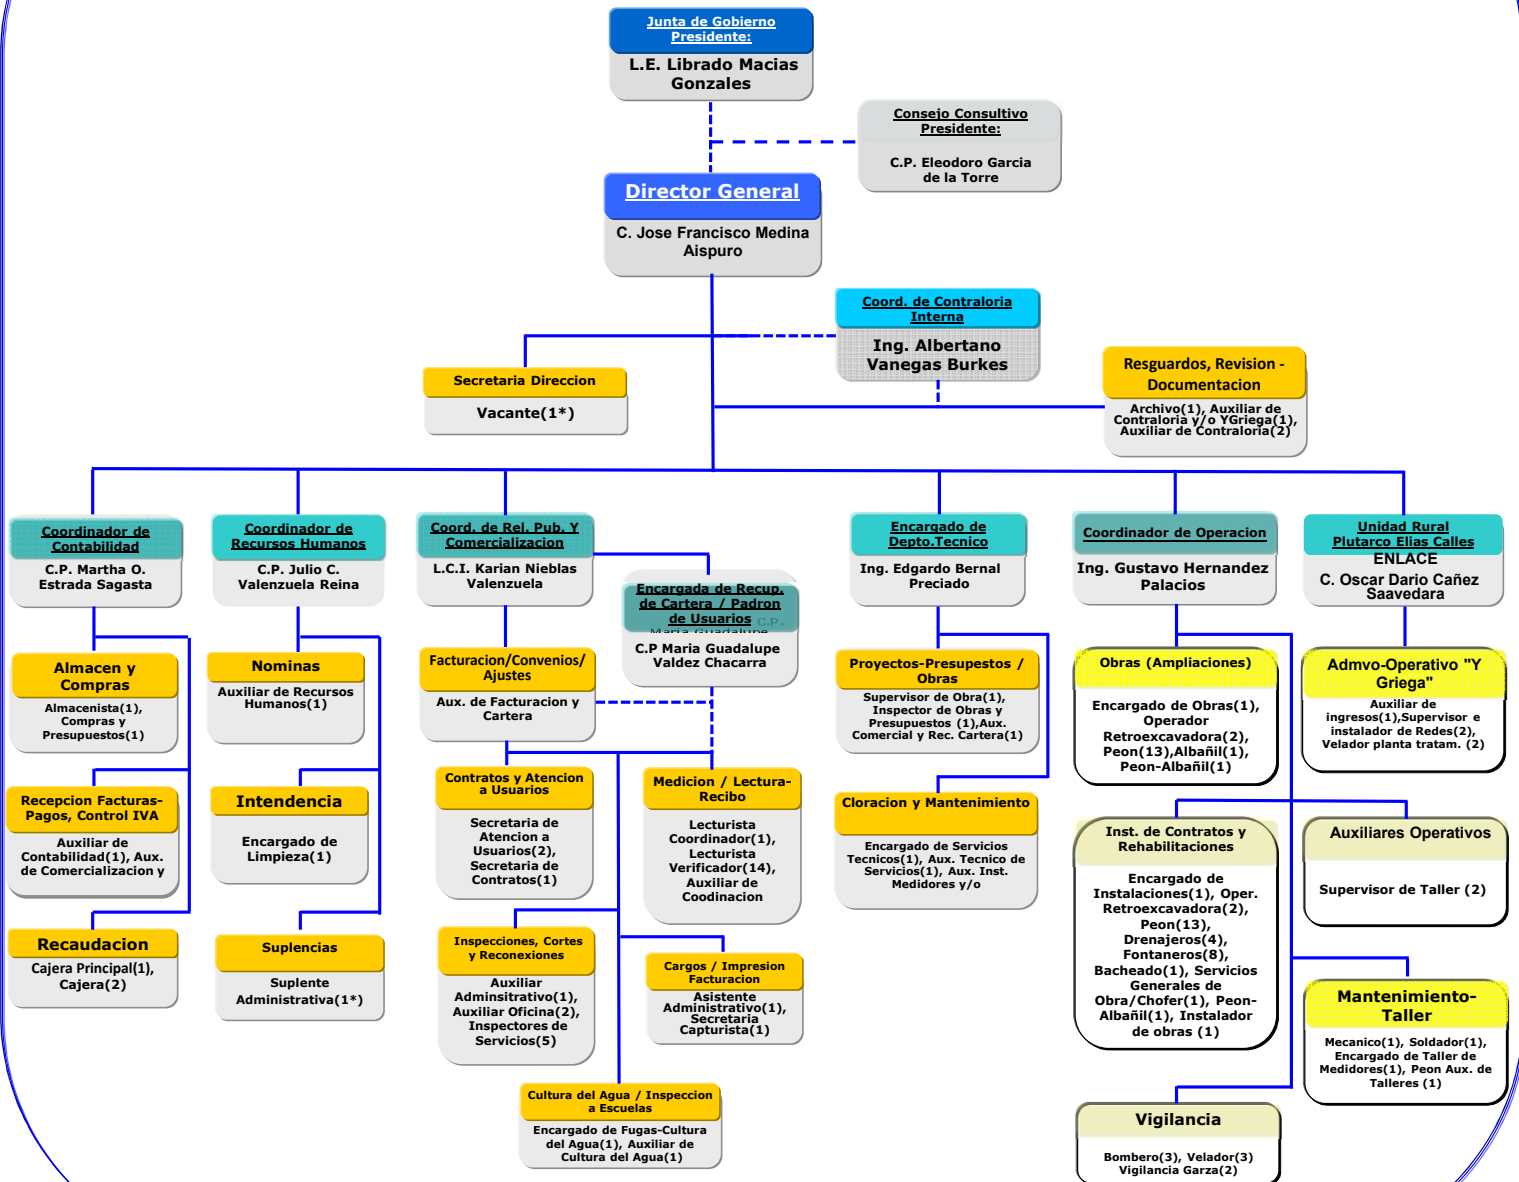 Junta de Gobierno
Presidente:
L.E. Librado Macias
Gonzales
Consejo Consultivo
Presidente:
C.P. Eleodoro Garcia
de la Torre
Director General
C. Jose Francisco Medina
Aispuro
Coord. de Contraloria
Interna
Ing. Albertano
Vanegas Burkes
Secretaria Direccion
Vacante(1*)
Resguardos, Revision -
Documentacion
Archivo(1), Auxiliar de
Contraloria y/o YGriega(1),
Auxiliar de Contraloria(2)
Coordinador de
Contabilidad
C.P. Martha O.
Estrada Sagasta
Coordinador de
Recursos Humanos
C.P. Julio C.
Valenzuela Reina
Coord. de Rel. Pub. Y
Comercializacion
L.C.I. Karian Nieblas
Valenzuela
Encargada de Recup.
de Cartera / Padron
de Usuarios C.P.
Maria Guadalupe
C.P Maria Guadalupe
Valdez Chacarra
Encargado de
Depto.Tecnico
Ing. Edgardo Bernal
Preciado
Coordinador de Operacion
Ing. Gustavo Hernandez
Palacios
Unidad Rural
Plutarco Elias Calles
ENLACE
C. Oscar Dario Cañez
Saavedara
Almacen y
Compras
Almacenista(1),
Compras y
Presupuestos(1)
Nominas
Auxiliar de Recursos
Humanos(1)
Facturacion/Convenios/
Ajustes
Aux. de Facturacion y
Cartera
Proyectos-Presupestos /
Obras
Supervisor de Obra(1),
Inspector de Obras y
Presupuestos (1),Aux.
Comercial y Rec. Cartera(1)
Obras (Ampliaciones)
Encargado de Obras(1),
Operador
Retroexcavadora(2),
Peon(13),Albañil(1),
Peon-Albañil(1)
Admvo-Operativo "Y
Griega"
Auxiliar de
ingresos(1),Supervisor e
instalador de Redes(2),
Velador planta tratam. (2)
Recepcion Facturas-
Pagos, Control IVA
Auxiliar de
Contabilidad(1), Aux.
de Comercializacion y
Intendencia
Encargado de
Limpieza(1)
Contratos y Atencion
a Usuarios
Secretaria de
Atencion a
Usuarios(2),
Secretaria de
Contratos(1)
Medicion / Lectura-
Recibo
Lecturista
Coordinador(1),
Lecturista
Verificador(14),
Auxiliar de
Coodinacion
Cloracion y Mantenimiento
Encargado de Servicios
Tecnicos(1), Aux. Tecnico de
Servicios(1), Aux. Inst.
Medidores y/o
Inst. de Contratos y
Rehabilitaciones
Encargado de
Instalaciones(1), Oper.
Retroexcavadora(2),
Peon(13),
Drenajeros(4),
Fontaneros(8),
Bacheado(1), Servicios
Generales de
Obra/Chofer(1), Peon-
Albañil(1), Instalador
de obras (1)
Auxiliares Operativos
Supervisor de Taller (2)
Recaudacion
Cajera Principal(1),
Cajera(2)
Suplencias
Suplente
Administrativa(1*)
Inspecciones, Cortes
y Reconexiones
Auxiliar
Adminsitrativo(1),
Auxiliar Oficina(2),
Inspectores de
Servicios(5)
Cargos / Impresion
Facturacion
Asistente
Administrativo(1),
Secretaria
Capturista(1)
Mantenimiento-
Taller
Mecanico(1), Soldador(1),
Encargado de Taller de
Medidores(1), Peon Aux. de
Talleres (1)
Cultura del Agua / Inspeccion
a Escuelas
Encargado de Fugas-Cultura
del Agua(1), Auxiliar de
Cultura del Agua(1)
Vigilancia
Bombero(3), Velador(3)
Vigilancia Garza(2)